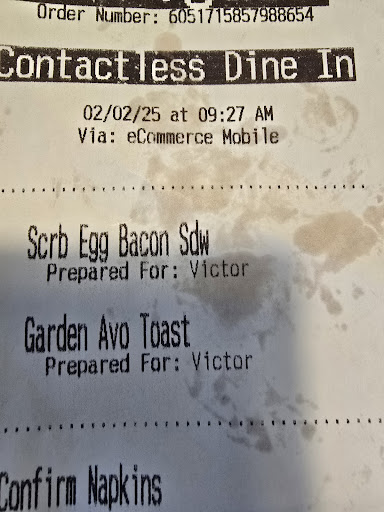 Order Number: 6051715857988654
Contactless Dine In
02/02/25 at 09:27 AM
Via: eCommerce Mobile
Scrb Egg Bacon Sdw
Prepared For: Victor
Garden Avo Toast
Prepared For: Victor
Confirm Napkins